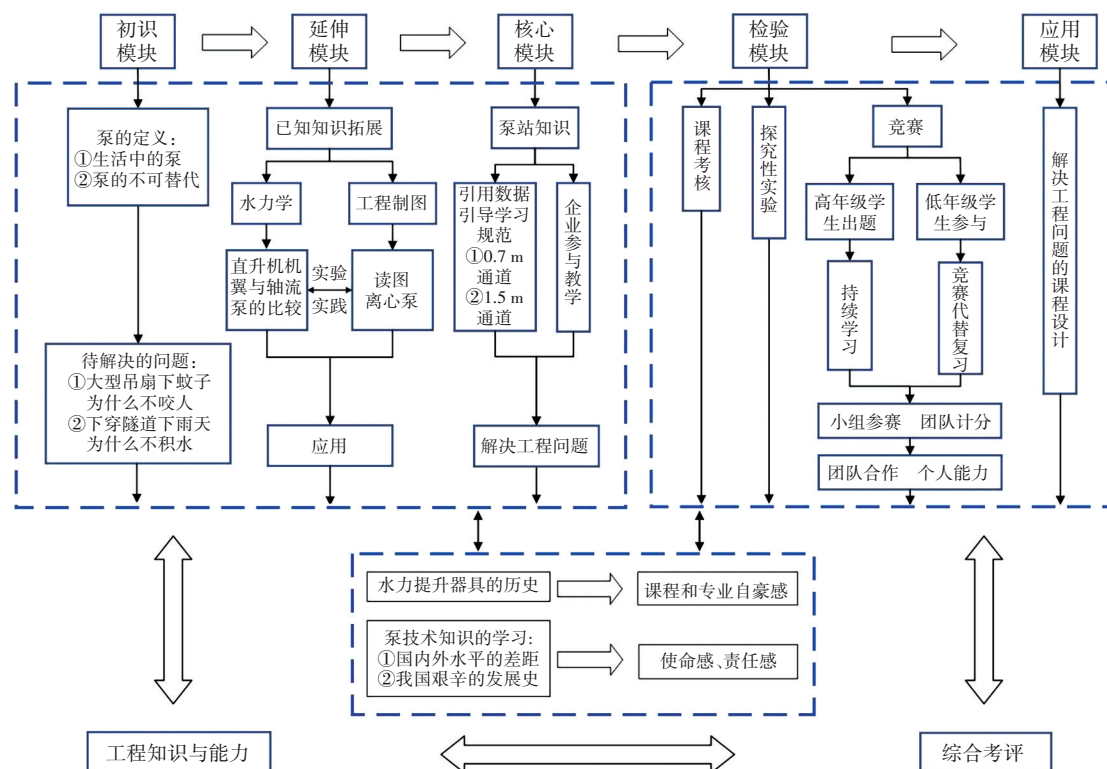 初识
模块
延伸
模块
核心
模块
检验
模块
应用
模块
泵的定义：
①生活中的泵
②泵的不可替代
待解决的问题：
①大型吊扇下蚊子
为什么不咬人
②下穿隧道下雨天
为什么不积水
已知知识拓展
水力学
工程制图
直升机机
翼与轴流
泵的比较
实验
实践
读图
离心泵
应用
泵站知识
引用数据
引导学习
规范
①0.7 m
通道
②1.5 m
通道
企业参与教学
解决工程问题
课程考核
探究性实验
竞赛
高年级学
生出题
低年级学
生参与
持续学习
竞赛代替复习
小组参赛 团队计分
团队合作 个人能力
解决工程问题的课程设计
水力提升器具的历史
课程和专业自豪感
泵技术知识的学习：
①国内外水平的差距
②我国艰辛的发展史
使命感、责任感
工程知识与能力
综合考评